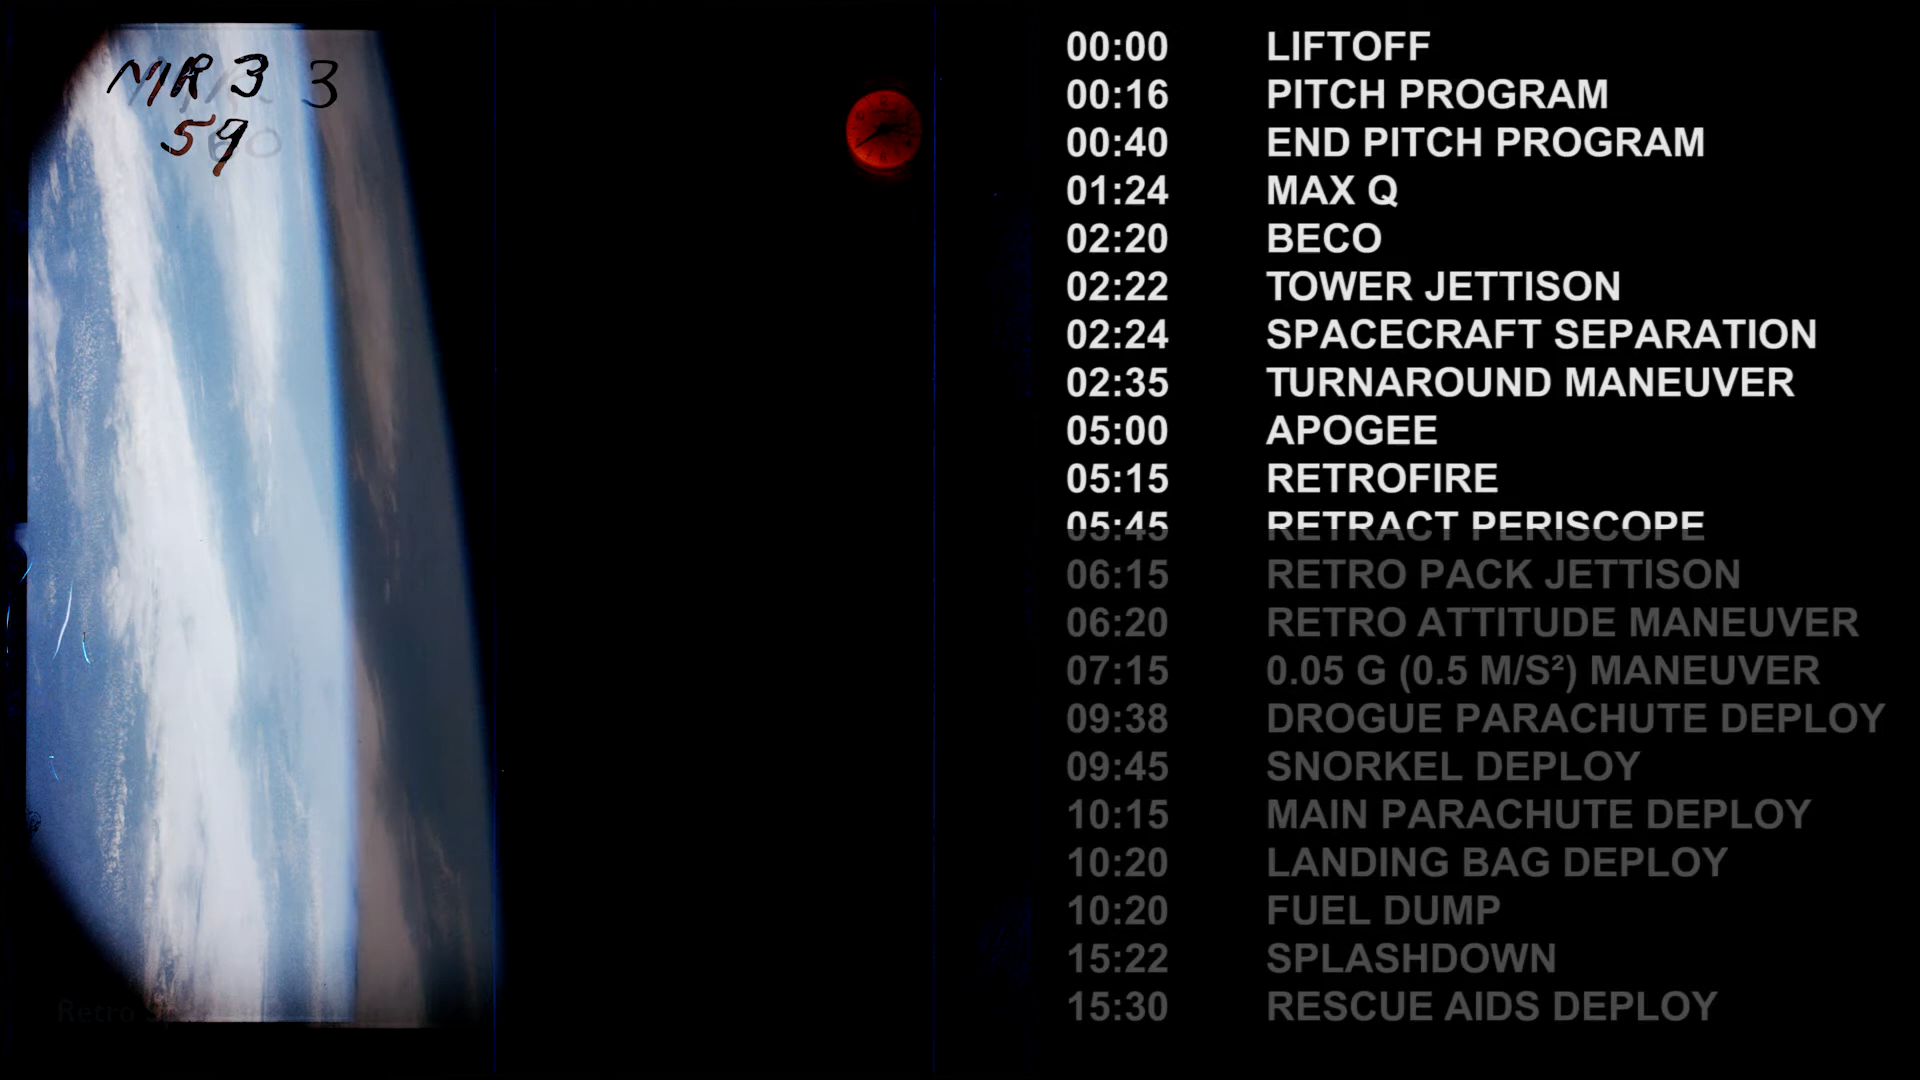 MR 3 3
59
00:00 LIFTOFF
00:16 PITCH PROGRAM
00:40 END PITCH PROGRAM
01:24 MAX Q
02:20 BECO
02:22 TOWER JETTISON
02:24 SPACECRAFT SEPARATION
02:35 TURNAROUND MANEUVER
05:00 APOGEE
05:15 RETROFIRE
05:45 RETRACT PERISCOPE
06:15 RETRO PACK JETTISON
06:20 RETRO ATTITUDE MANEUVER
07:15 0.05 G (0.5 M/S²) MANEUVER
09:38 DROGUE PARACHUTE DEPLOY
09:45 SNORKEL DEPLOY
10:15 MAIN PARACHUTE DEPLOY
10:20 LANDING BAG DEPLOY
10:20 FUEL DUMP
15:22 SPLASHDOWN
15:30 RESCUE AIDS DEPLOY
Retro